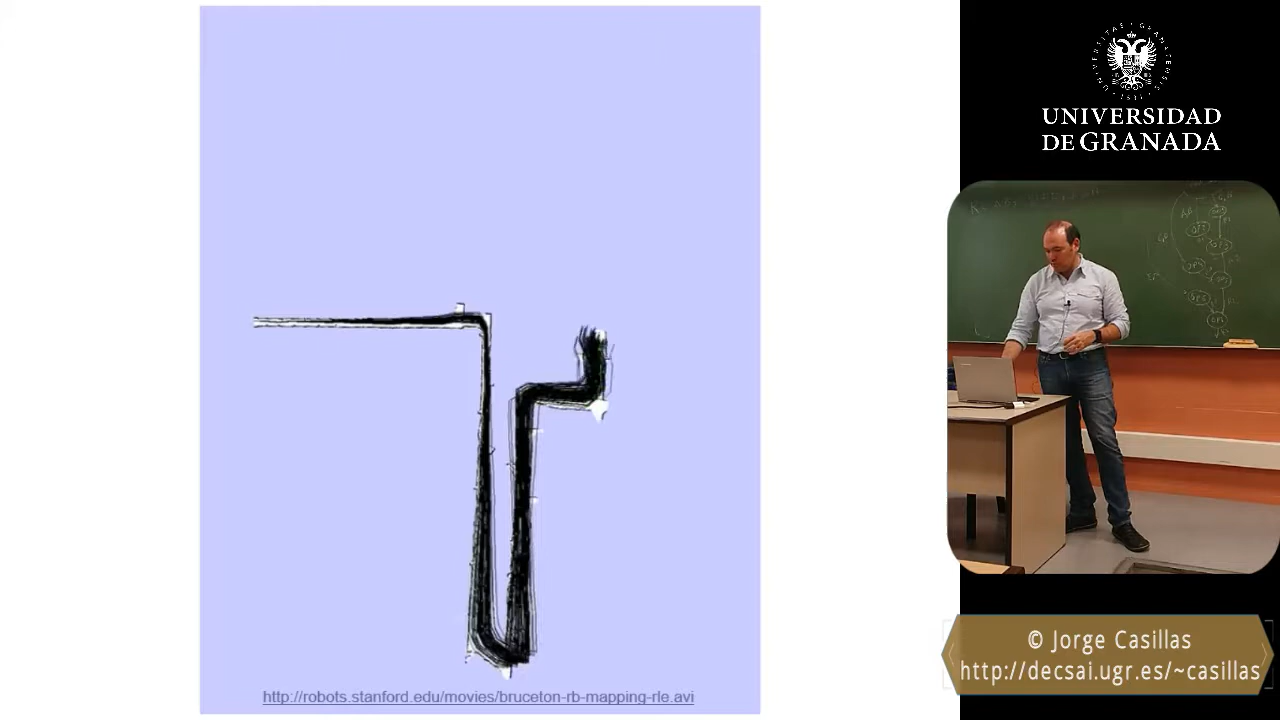 http://robots.stanford.edu/movies/bruceton-rb-mapping-rle.avi
UNIVERSIDAD
DE GRANADA
© Jorge Casillas
http://decsai.ugr.es/~casillas